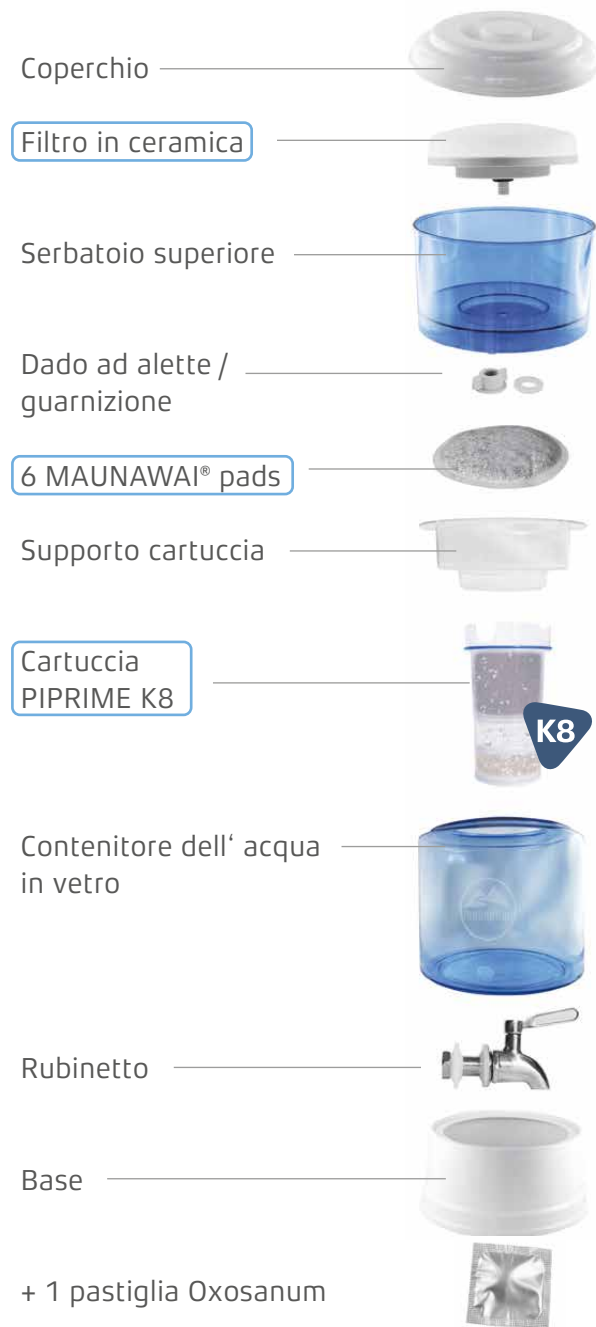 Coperchio
Filtro in ceramica
Serbatoio superiore
Dado ad alette /
guarnizione
6 MAUNAWAI® pads
Supporto cartuccia
Cartuccia
PIPRIME K8
K8
Contenitore dell‘ acqua
in vetro
Rubinetto
Base
+ 1 pastiglia Oxosanum